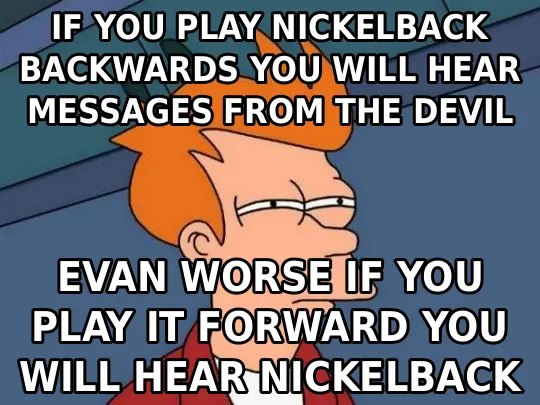 IF YOU PLAY NICKELBACK
BACKWARDS YOU WILL HEAR
MESSAGES FROM THE DEVIL
EVAN WORSE IF YOU
PLAY IT FORWARD YOU
WILL HEAR NICKELBACK